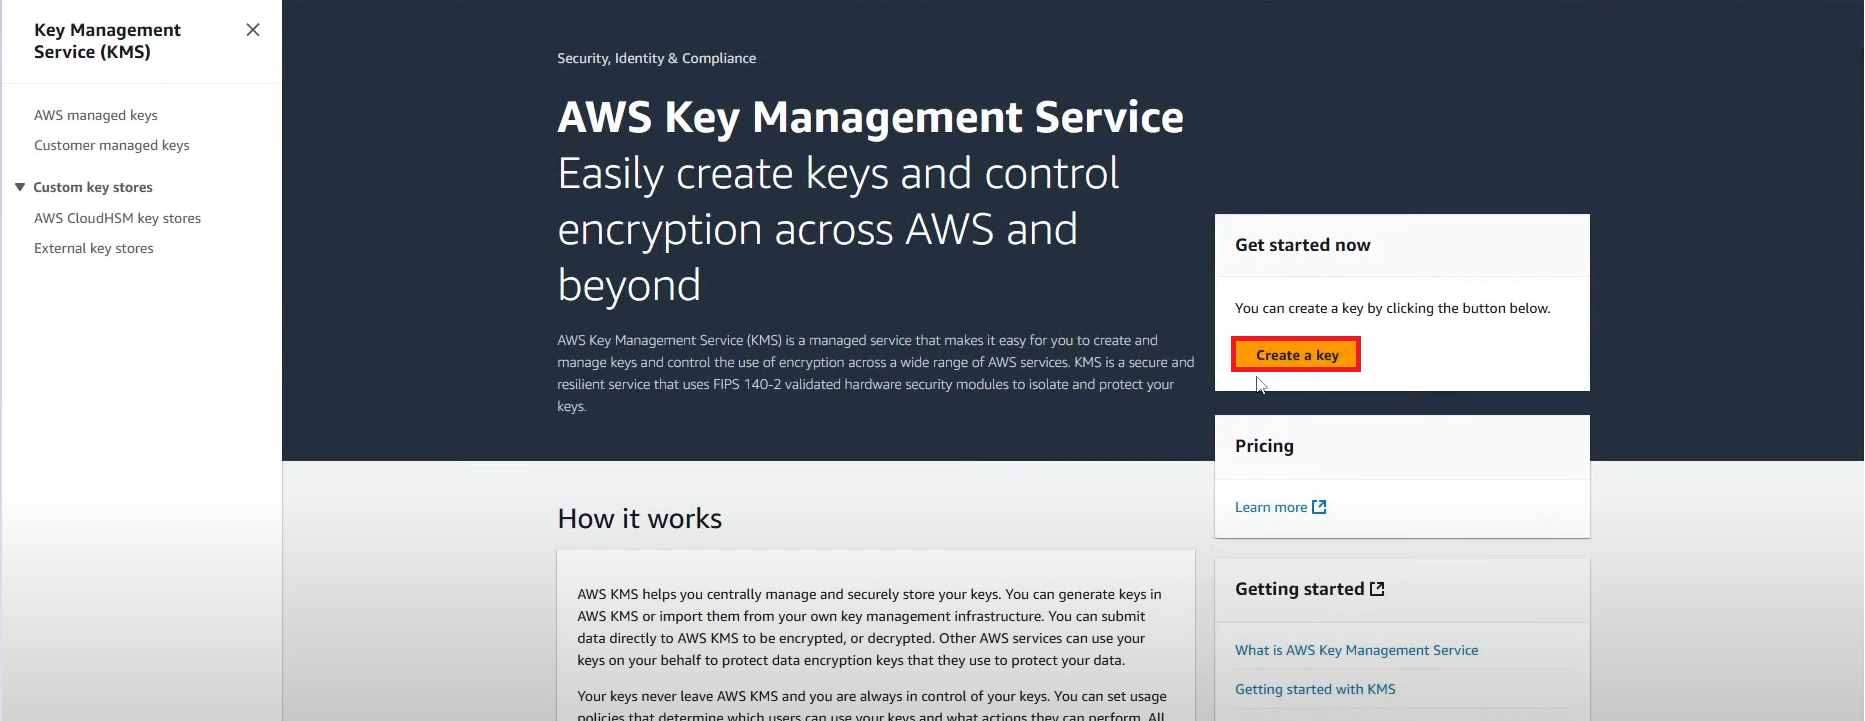 Key Management
Service (KMS)
AWS managed keys
Customer managed keys
Custom key stores
AWS CloudHSM key stores
External key stores
Security, Identity & Compliance
AWS Key Management Service
Easily create keys and control
encryption across AWS and
beyond
AWS Key Management Service (KMS) is a managed service that makes it easy for you to create and
manage keys and control the use of encryption across a wide range of AWS services. KMS is a secure and
resilient service that uses FIPS 140-2 validated hardware security modules to isolate and protect your
keys.
Get started now
You can create a key by clicking the button below.
Create a key
Pricing
Learn more
How it works
AWS KMS helps you centrally manage and securely store your keys. You can generate keys in
AWS KMS or import them from your own key management infrastructure. You can submit
data directly to AWS KMS to be encrypted, or decrypted. Other AWS services can use your
keys on your behalf to protect data encryption keys that they use to protect your data.
Your keys never leave AWS KMS and you are always in control of your keys. You can set usage
policies that determine which users can use your keys and what actions they can perform. All
Getting started
What is AWS Key Management Service
Getting started with KMS